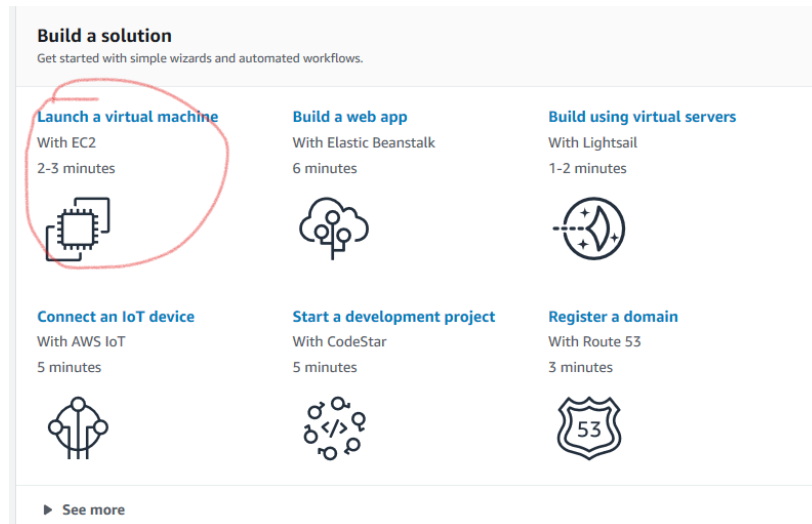 Build a solution
Get started with simple wizards and automated workflows.
Launch a virtual machine
With EC2
2-3 minutes
Build a web app
With Elastic Beanstalk
6 minutes
Build using virtual servers
With Lightsail
1-2 minutes
Connect an IoT device
With AWS IoT
5 minutes
Start a development project
With CodeStar
5 minutes
</>
Register a domain
With Route 53
3 minutes
53
See more